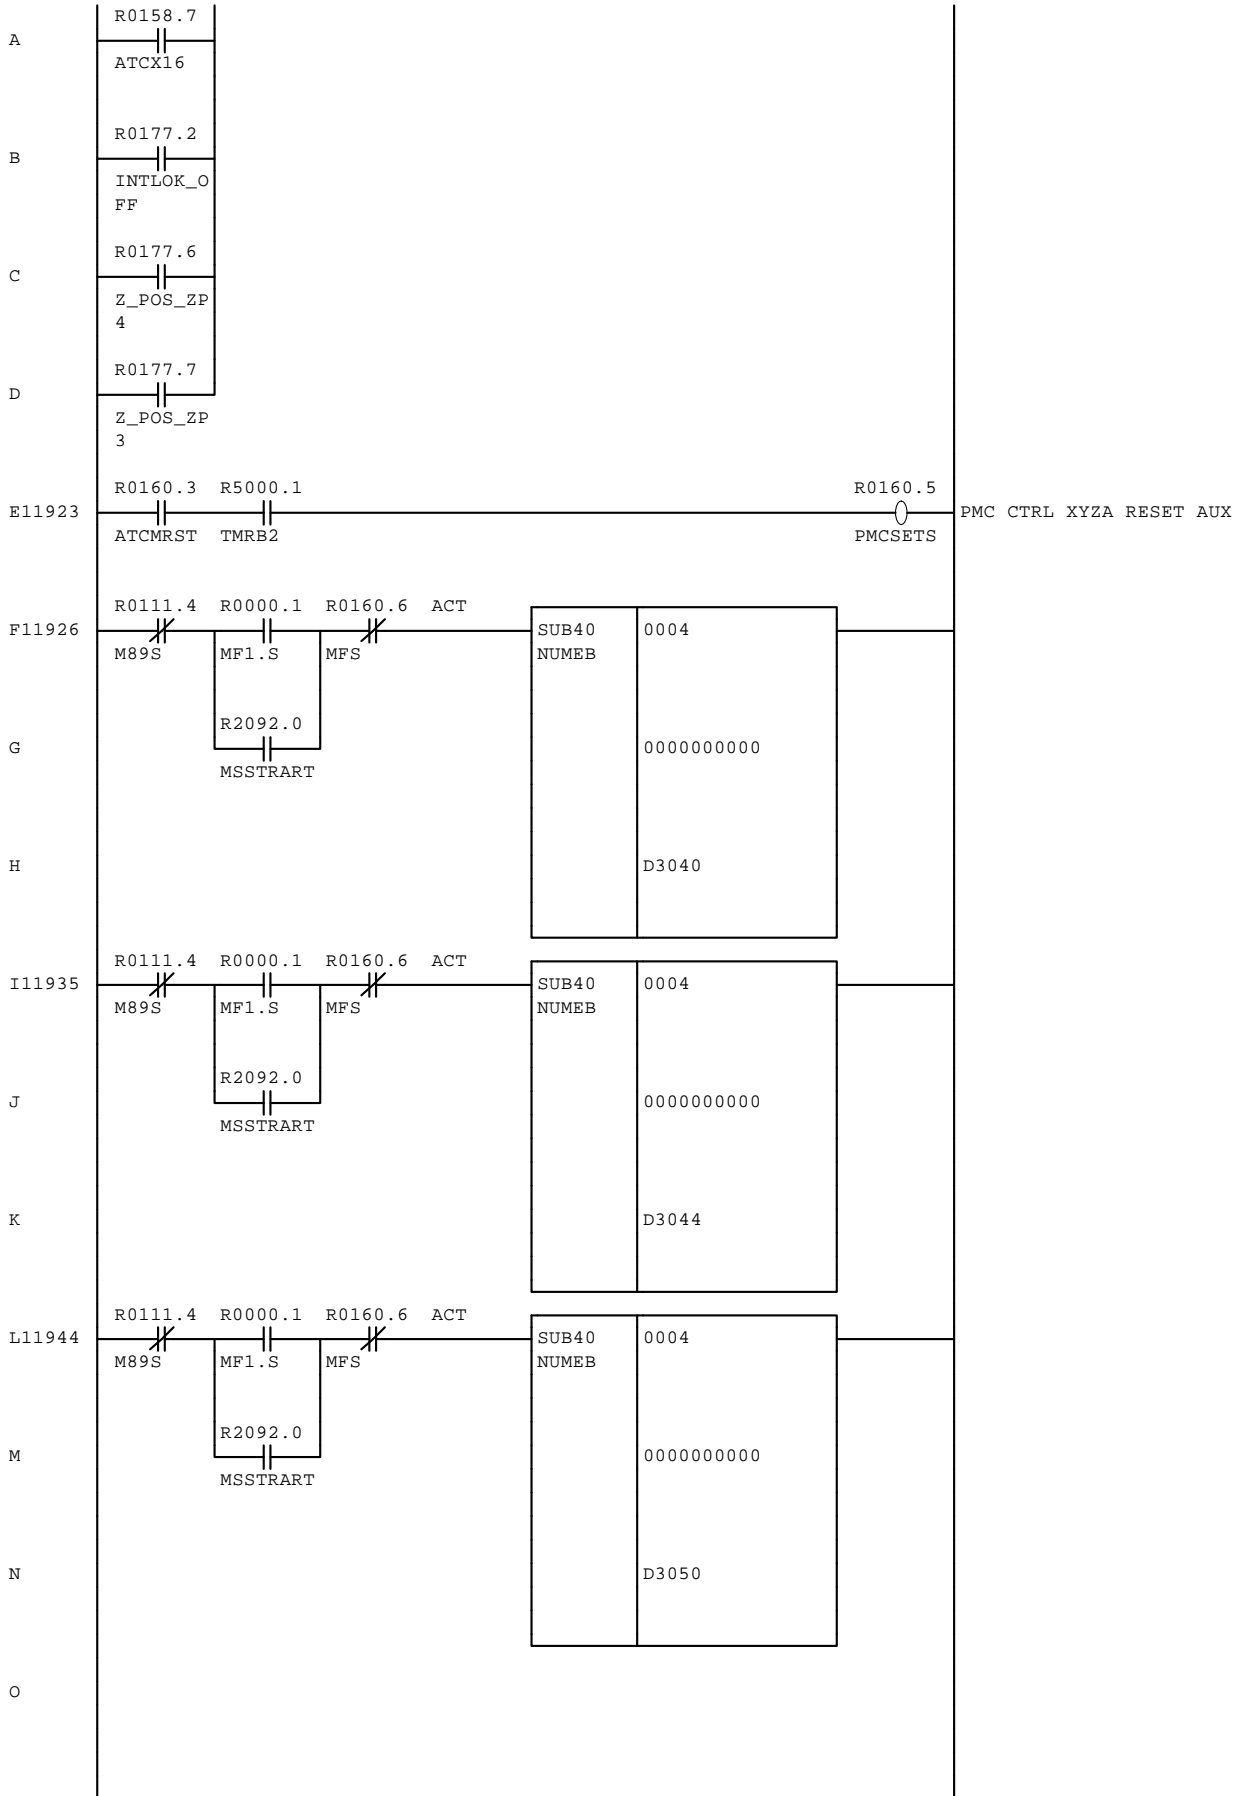 R0158.7
A
ATCX16
R0177.2
B
INTLOK_O
FF
R0177.6
C
Z_POS_ZP
4
R0177.7
D
Z_POS_ZP
3
R0160.3 R5000.1 R0160.5
E11923 PMC CTRL XYZA RESET AUX
ATCMRST TMRB2 PMCSETS
R0111.4 R0000.1 R0160.6 ACT
F11926 SUB40 0004
M89S MF1.S MFS NUMEB
R2092.0
G 0000000000
MSSTRART
H D3040
R0111.4 R0000.1 R0160.6 ACT
I11935 SUB40 0004
M89S MF1.S MFS NUMEB
R2092.0
J 0000000000
MSSTRART
K D3044
R0111.4 R0000.1 R0160.6 ACT
L11944 SUB40 0004
M89S MF1.S MFS NUMEB
R2092.0
M 0000000000
MSSTRART
N D3050
O